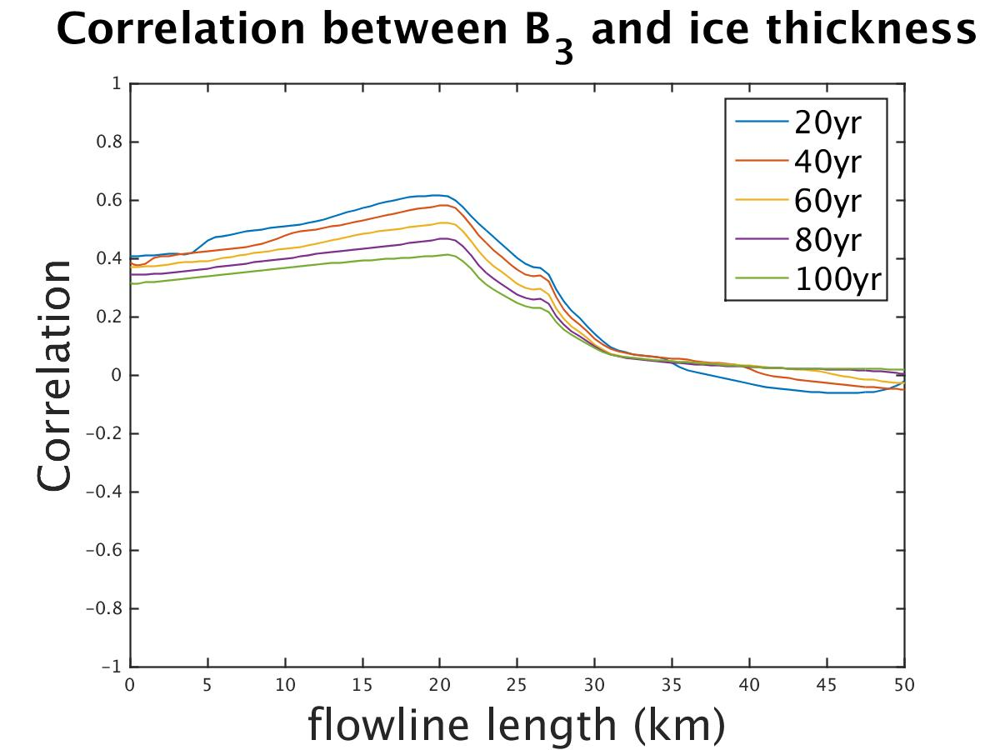 Correlation between B3 and ice thickness
20yr
40yr
60yr
80yr
100yr
Correlation
1
0.8
0.6
0.4
0.2
0
−0.2
−0.4
−0.6
−0.8
−1
0 5 10 15 20 25 30 35 40 45 50
flowline length (km)